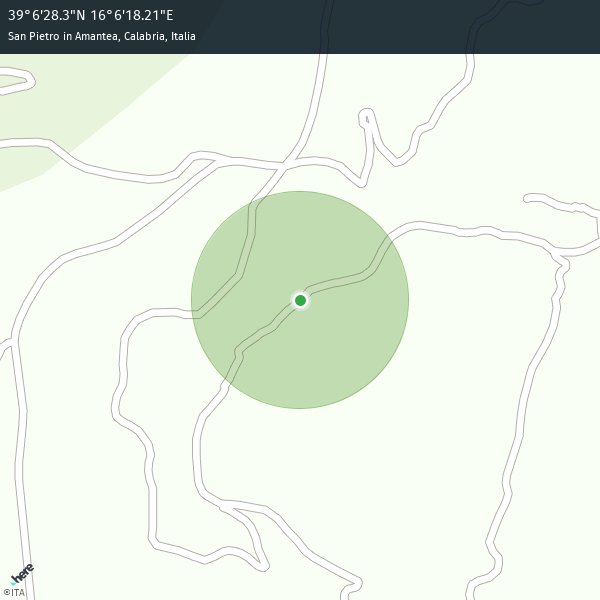 39°6'28.3"N 16°6'18.21"E
San Pietro in Amantea, Calabria, Italia
here
©ITA